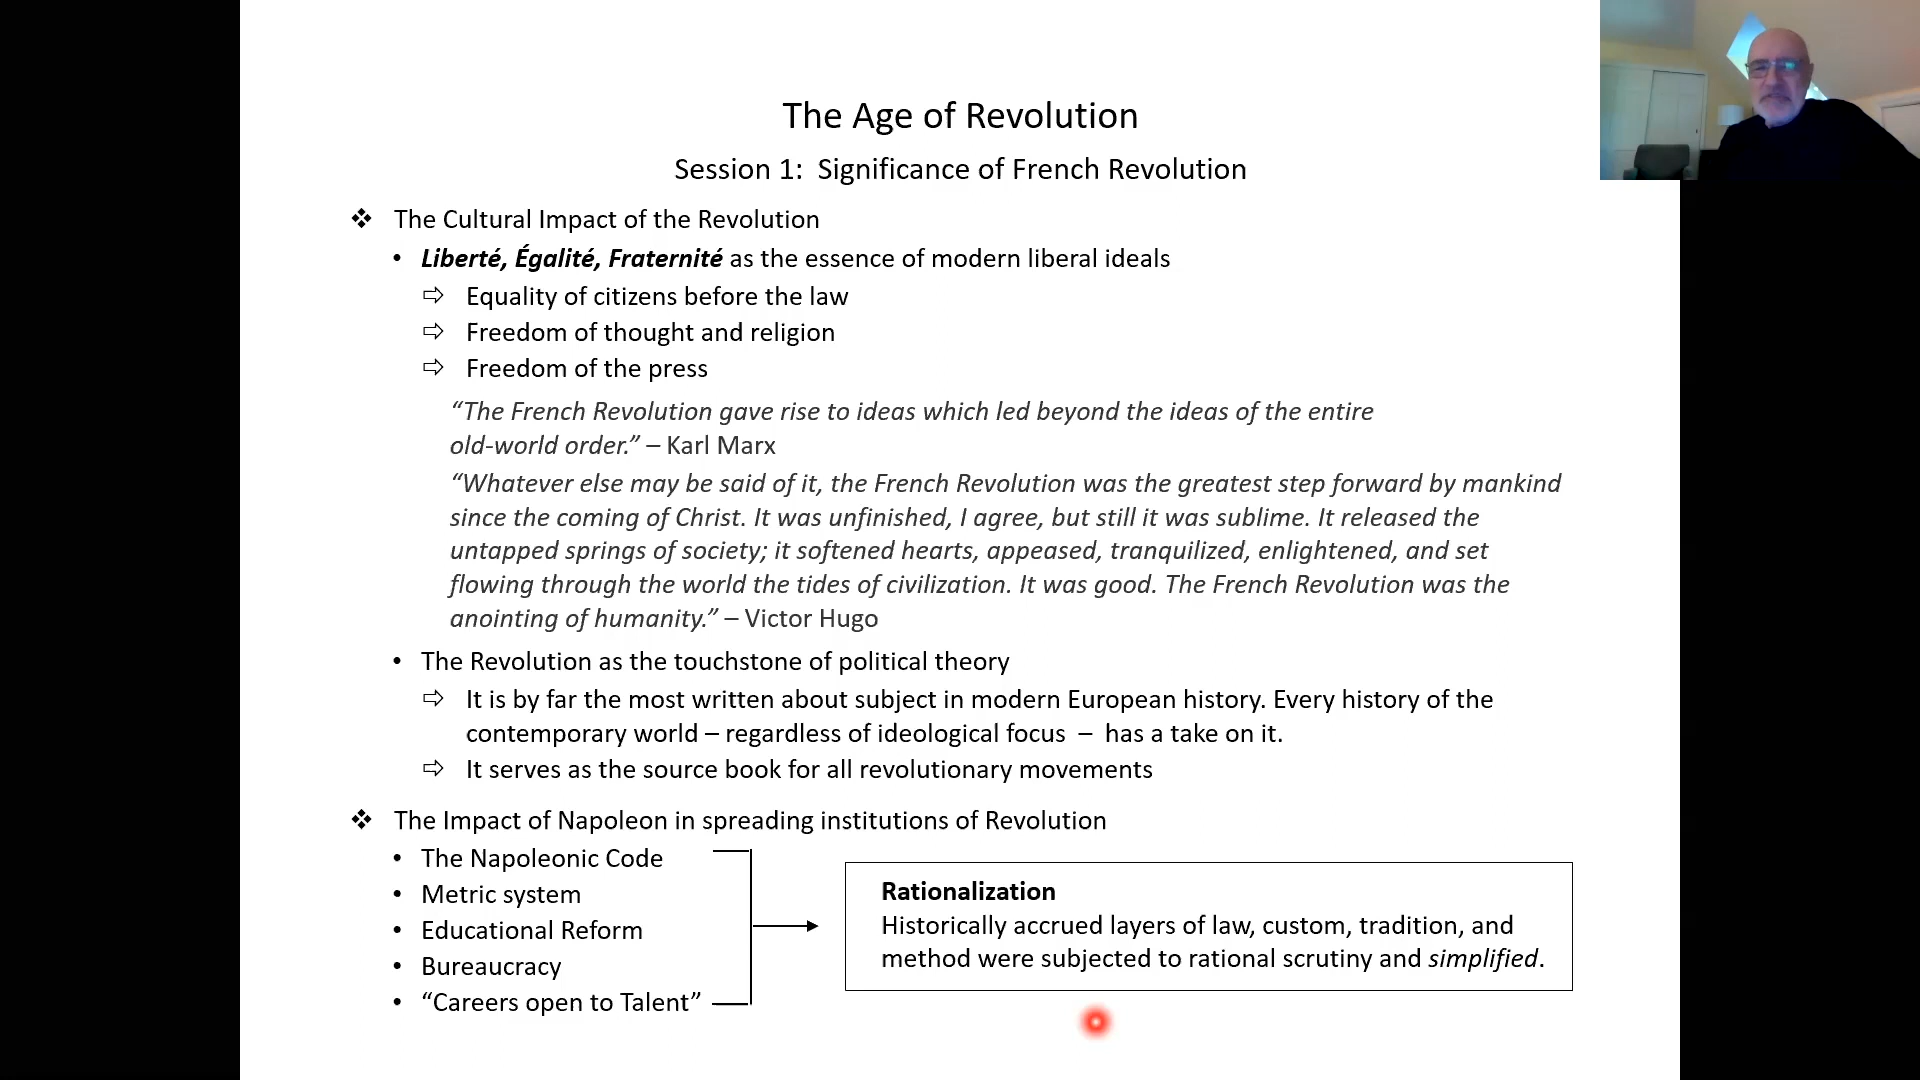 The Age of Revolution
Session 1:  Significance of French Revolution
❖ The Cultural Impact of the Revolution
• Liberté, Égalité, Fraternité as the essence of modern liberal ideals
⇨ Equality of citizens before the law
⇨ Freedom of thought and religion
⇨ Freedom of the press
“The French Revolution gave rise to ideas which led beyond the ideas of the entire
old-world order.” – Karl Marx
“Whatever else may be said of it, the French Revolution was the greatest step forward by mankind
since the coming of Christ. It was unfinished, I agree, but still it was sublime. It released the
untapped springs of society; it softened hearts, appeased, tranquilized, enlightened, and set
flowing through the world the tides of civilization. It was good. The French Revolution was the
anointing of humanity.” – Victor Hugo
• The Revolution as the touchstone of political theory
⇨ It is by far the most written about subject in modern European history. Every history of the
contemporary world – regardless of ideological focus  –  has a take on it.
⇨ It serves as the source book for all revolutionary movements
❖ The Impact of Napoleon in spreading institutions of Revolution
• The Napoleonic Code
• Metric system
• Educational Reform
• Bureaucracy
• “Careers open to Talent”
Rationalization
Historically accrued layers of law, custom, tradition, and
method were subjected to rational scrutiny and simplified.